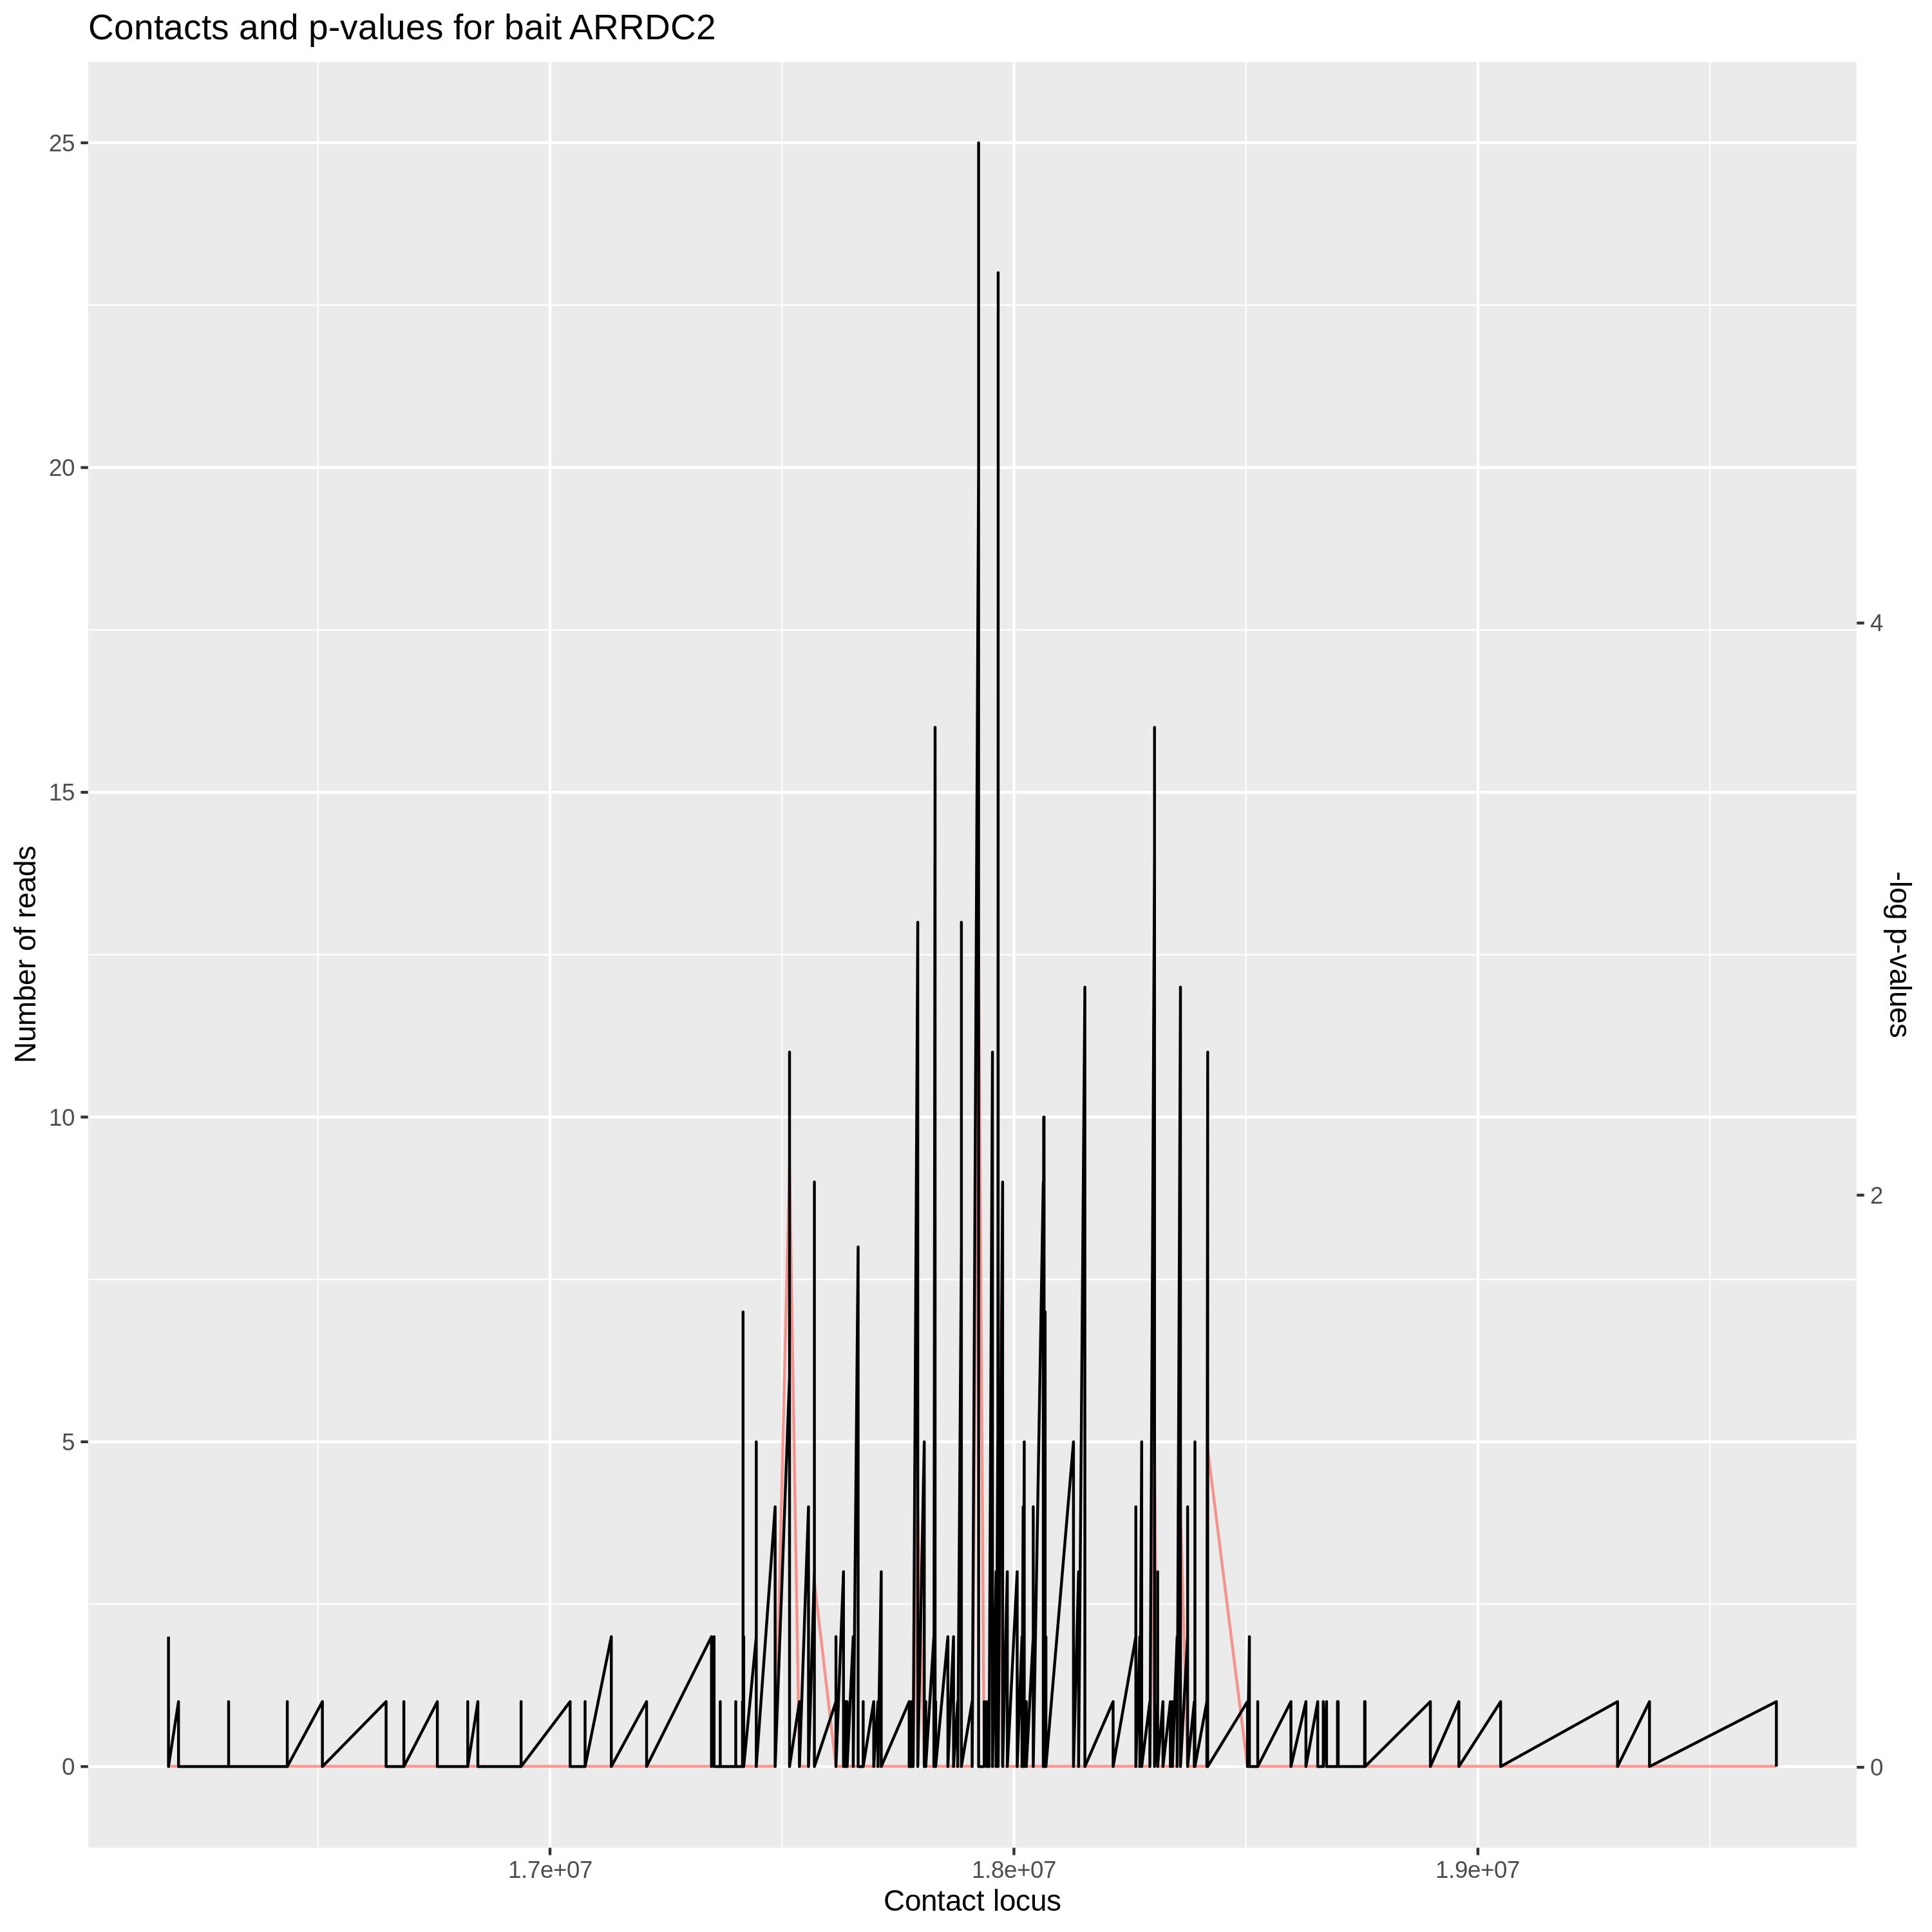 Contacts and p-values for bait ARRDC2
25
20
15
10
5
0
Number of reads
4
2
0
-log p-values
1.7e+07
1.8e+07
1.9e+07
Contact locus